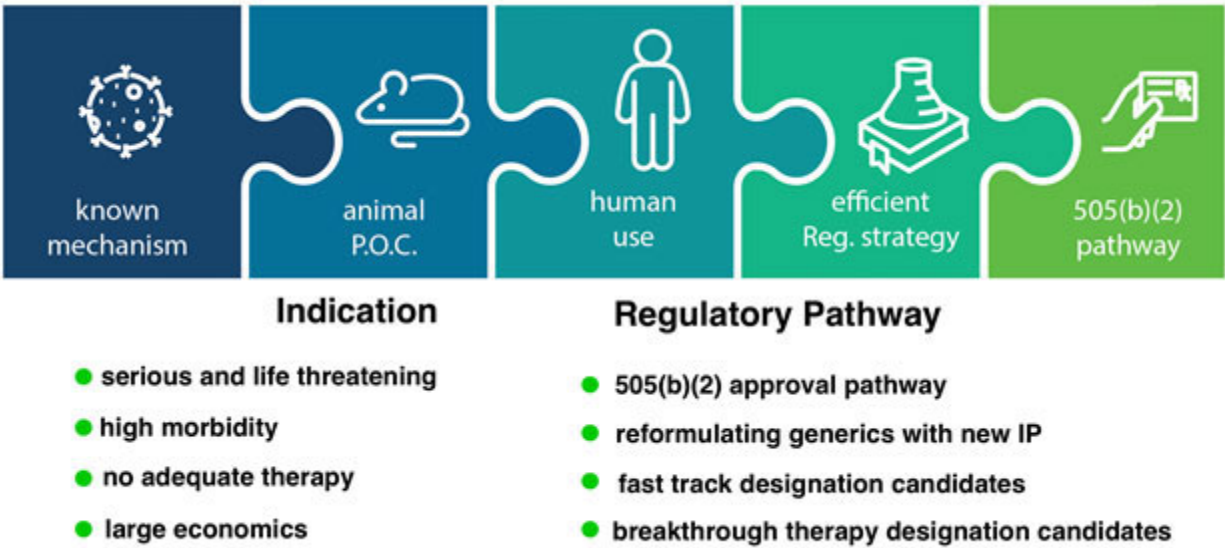 known
mechanism
animal
P.O.C.
human
use
efficient
Reg. strategy
Rx
505(b)(2)
pathway
Indication
serious and life threatening
high morbidity
no adequate therapy
large economics
Regulatory Pathway
505(b)(2) approval pathway
reformulating generics with new IP
fast track designation candidates
breakthrough therapy designation candidates